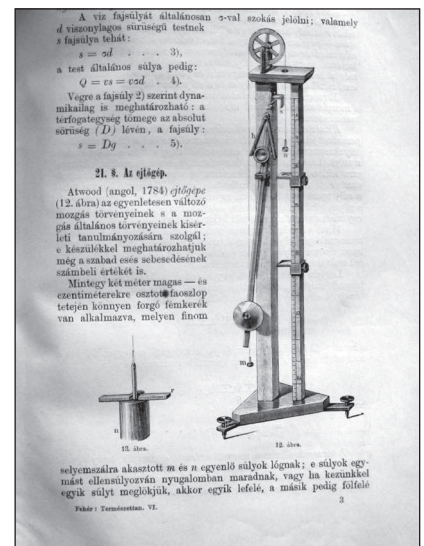 A víz fajsúlyát általánosan σ-val szokás jelölni; valamely
d viszonylagos sűrűségű testnek
s fajsúlya tehát:
s = σd . . . 3),
a test általános súlya pedig:
Q = vs = vσd . 4).
Végre a fajsúly 2) szerint dyna-
mikailag is meghatározható: a
térfogategység tömege az absolut
sűrűség (D) lévén, a fajsúly:
s = Dg . . . 5).
21. §. Az ejtőgép.
Atwood (angol, 1784) ejtőgépe
(12. ábra) az egyenletesen változó
mozgás törvényeinek s a moz-
gás általános törvényeinek kisér-
leti tanulmányozására szolgál;
e készülékkel meghatározhatjuk
még a szabad esés sebesedésének
számbeli értékét is.
Mintegy két méter magas — és
czentiméterekre osztott faoszlop
tetején könnyen forgó fémkerék
van alkalmazva, melyen finom
h
s
n
m
r
n
13. ábra.
12. ábra.
selyemszálra akasztott m és n egyenlő súlyok lógnak; e súlyok egy-
mást ellensúlyozván nyugalomban maradnak, vagy ha kezünkkel
egyik súlyt meglökjük, akkor egyik lefelé, a másik pedig fölfelé
Fehér: Természettan. VI.
3